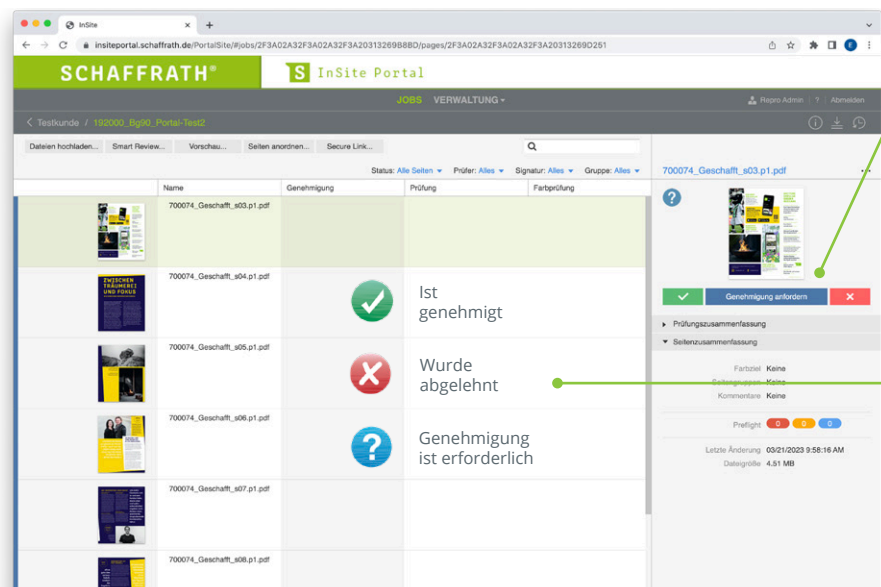 InSite
insiteportal.schaffrath.de/PortalSite/#jobs/2F3A02A32F3A02A32F3A20313269B8BD/pages/2F3A02A32F3A02A32F3A20313269D251
E
SCHAFFRATH®
S InSite Portal
JOBS VERWALTUNG
Repro Admin ? Abmelden
Testkunde / 192000_Bg90_Portal-Test2
Dateien hochladen... Smart Review... Vorschau... Seiten anordnen... Secure Link...
Status: Alle Seiten Prüfer: Alles Signatur: Alles Gruppe: Alles
Name Genehmigung Prüfung Farbprüfung
700074_Geschafft_s03.p1.pdf
700074_Geschafft_s04.p1.pdf
ZWISCHEN
TRÄUMEREI
UND FOKUS
Ist
genehmigt
700074_Geschafft_s05.p1.pdf
Wurde
abgelehnt
700074_Geschafft_s06.p1.pdf
?
Genehmigung
ist erforderlich
700074_Geschafft_s07.p1.pdf
700074_Geschafft_s08.p1.pdf
700074_Geschafft_s03.p1.pdf ...
?
Genehmigung anfordern
Prüfungszusammenfassung
Seitenzusammenfassung
Farbziel Keine
Seitengruppen Keine
Kommentare Keine
Preflight 0 0 0
Letzte Änderung 03/21/2023 9:58:16 AM
Dateigröße 4.51 MB